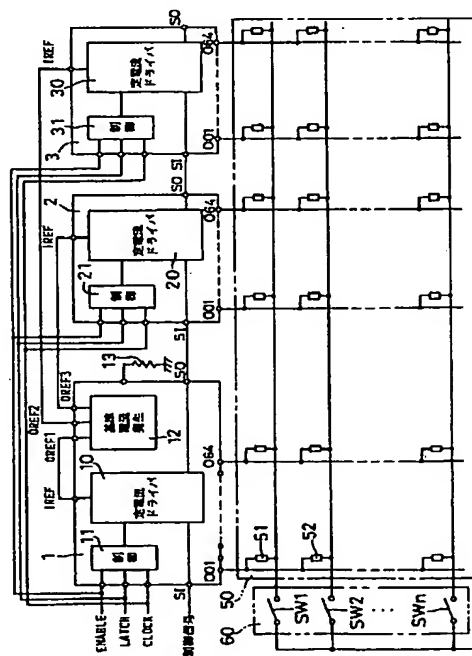 ENABLE
LATCH
CLOCK
制御信号
SI
1
11
制御
IREF
10
定電流
ドライバ
OREF1
OREF2
OREF3
基準
電流
発生
12
13
SO
O01
O64
SI
21
制御
IREF
2
定電流
ドライバ
20
SO
O01
O64
SI
3
31
制御
IREF
30
定電流
ドライバ
SO
O01
O64
51
52
50
60
SW1
SW2
SWn